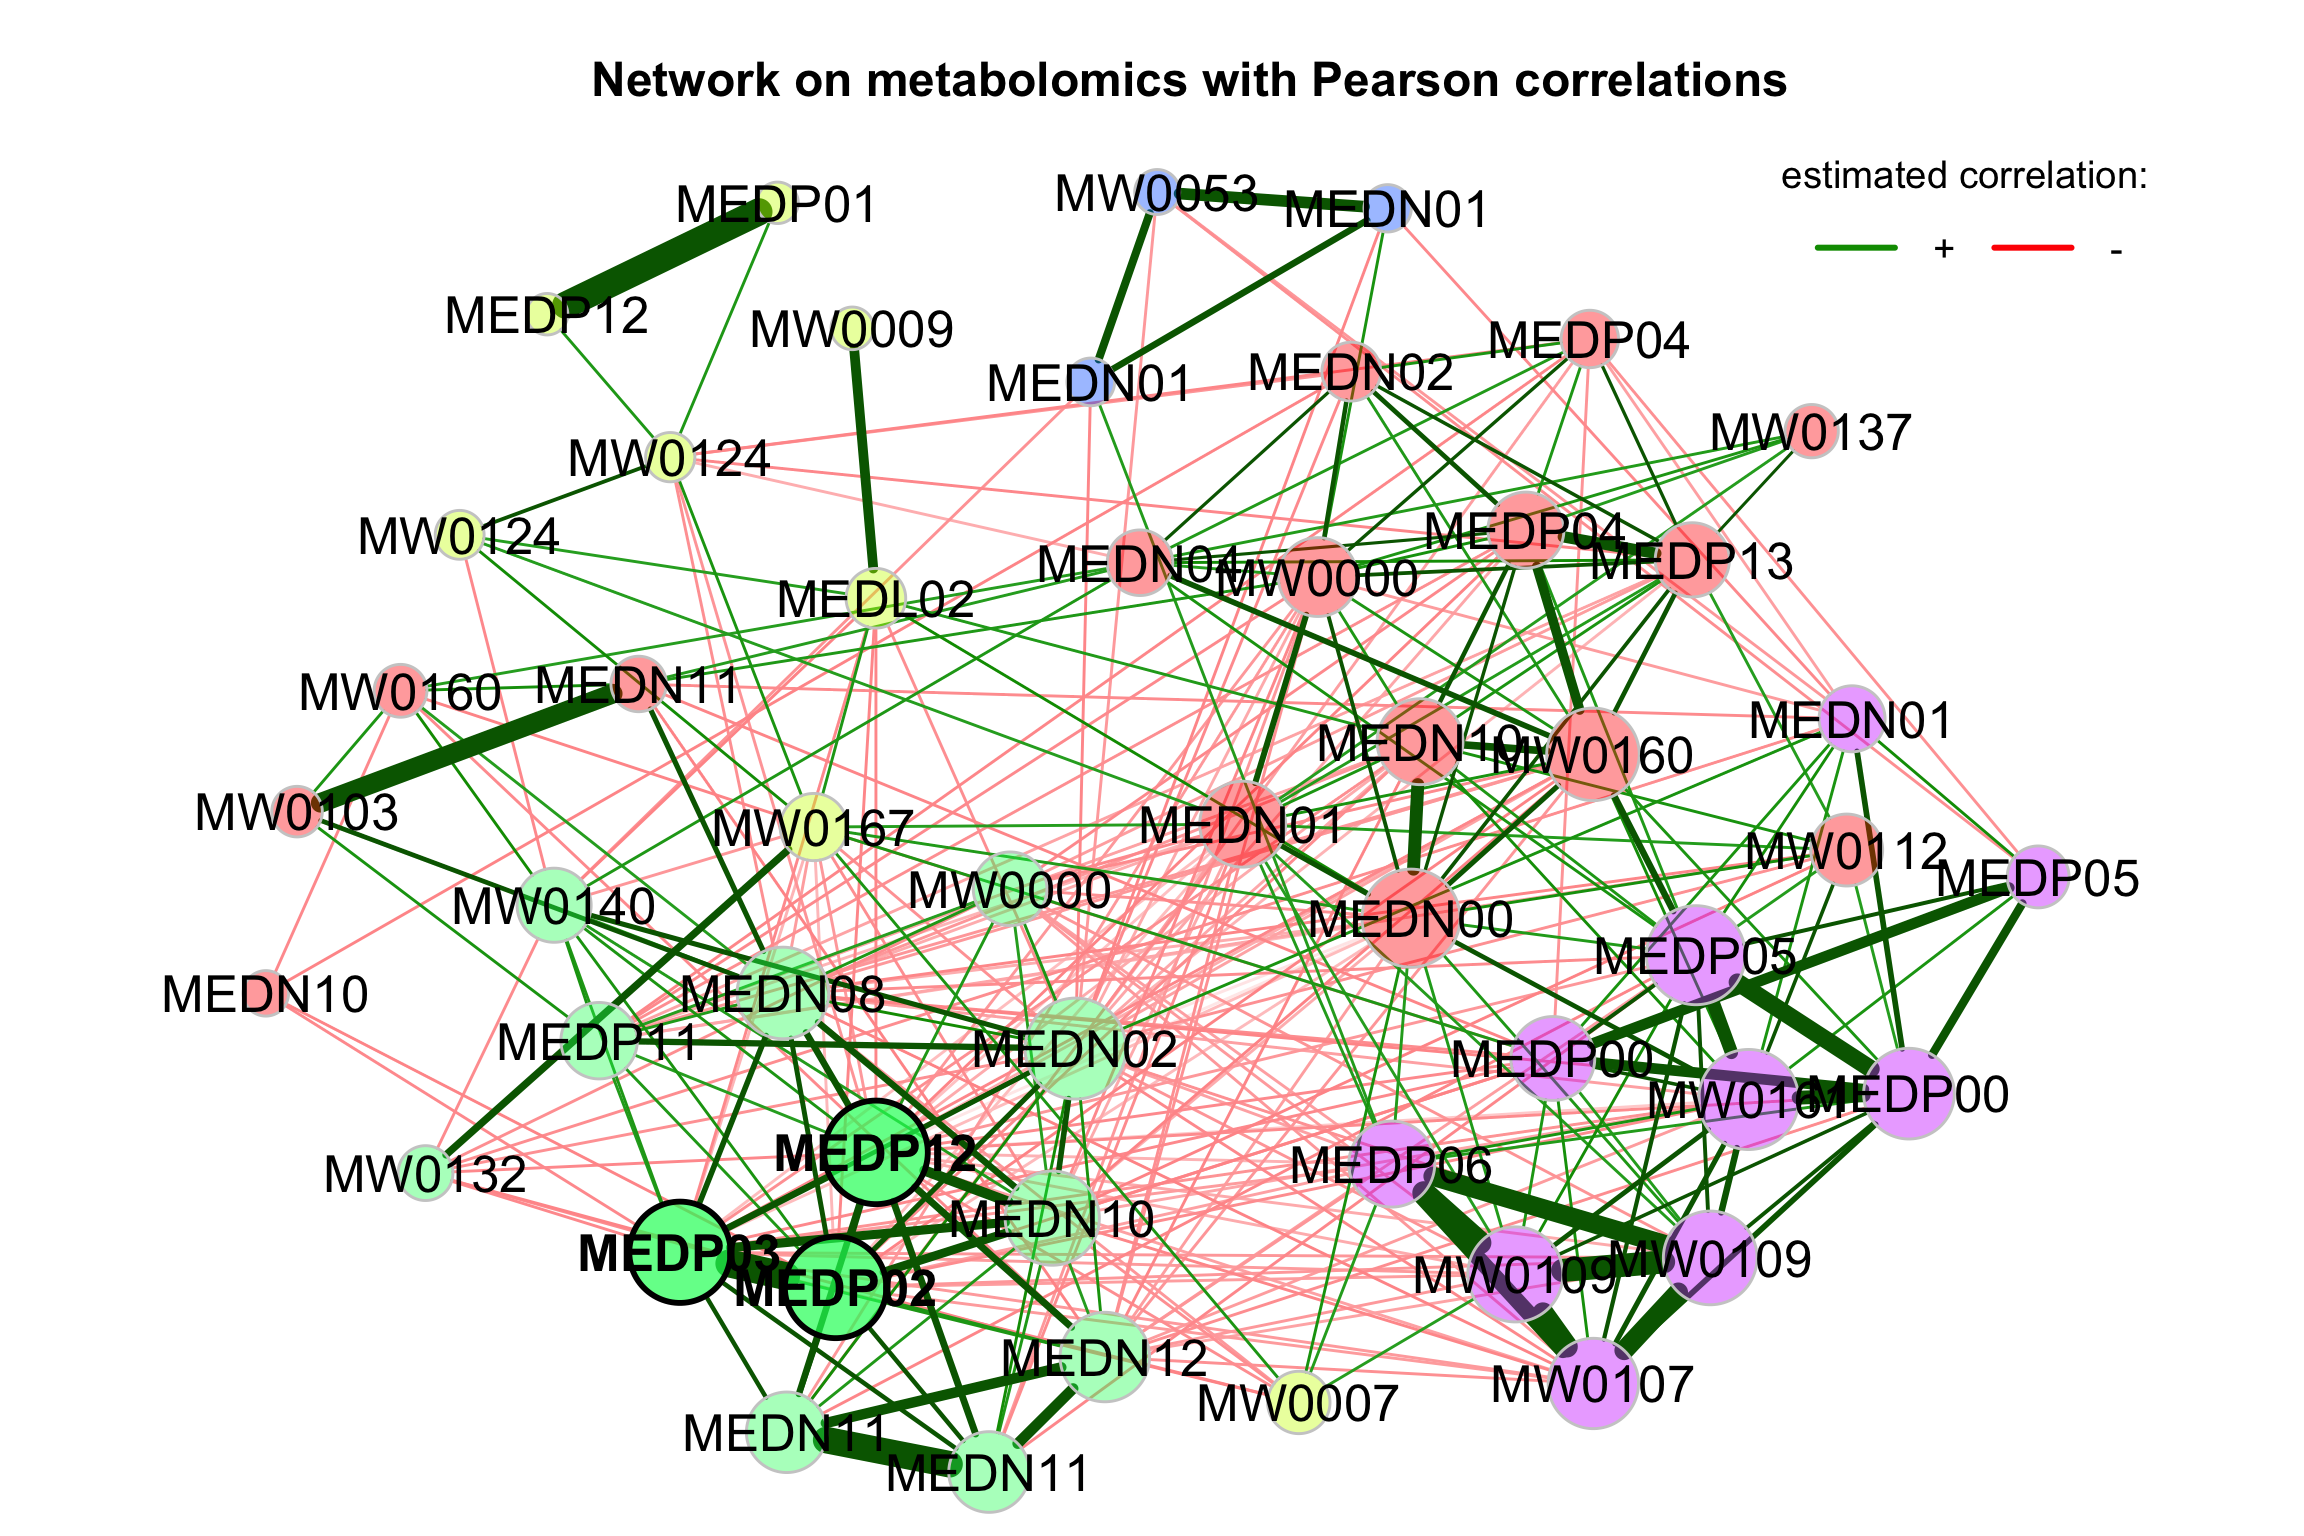 Network on metabolomics with Pearson correlations
estimated correlation:
+ -
MEDP01
MW0053
MEDN01
MEDP12
MW0009
MEDN01
MEDN02
MEDP04
MW0137
MW0124
MW0124
MEDN04
MW0000
MEDP04
MEDP13
MEDL02
MW0160
MEDN11
MEDN01
MEDN10
MW0160
MW0103
MW0167
MEDN01
MW0112
MEDP05
MW0140
MW0000
MEDN00
MEDP05
MEDN10
MEDN08
MEDP11
MEDN02
MEDP00
MW0161
MEDP00
MW0132
MEDP12
MEDP06
MEDN10
MEDP03
MEDP02
MW0109
MW0109
MEDN12
MW0007
MW0107
MEDN11
MEDN11